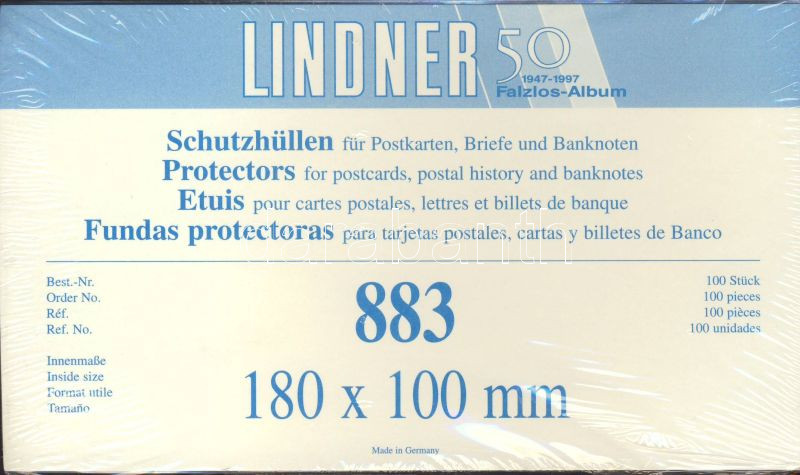 LINDNER 50
1947-1997
Falzlos-Album
Schutzhüllen für Postkarten, Briefe und Banknoten
Protectors for postcards, postal history and banknotes
Etuis pour cartes postales, lettres et billets de banque
Fundas protectoras para tarjetas postales, cartas y billetes de Banco
darabanth
Best.-Nr.
Order No.
Réf.
Ref. No.
883
100 Stück
100 pieces
100 pièces
100 unidades
Innenmaße
Inside size
Format utile
Tamaño
180 x 100 mm
Made in Germany